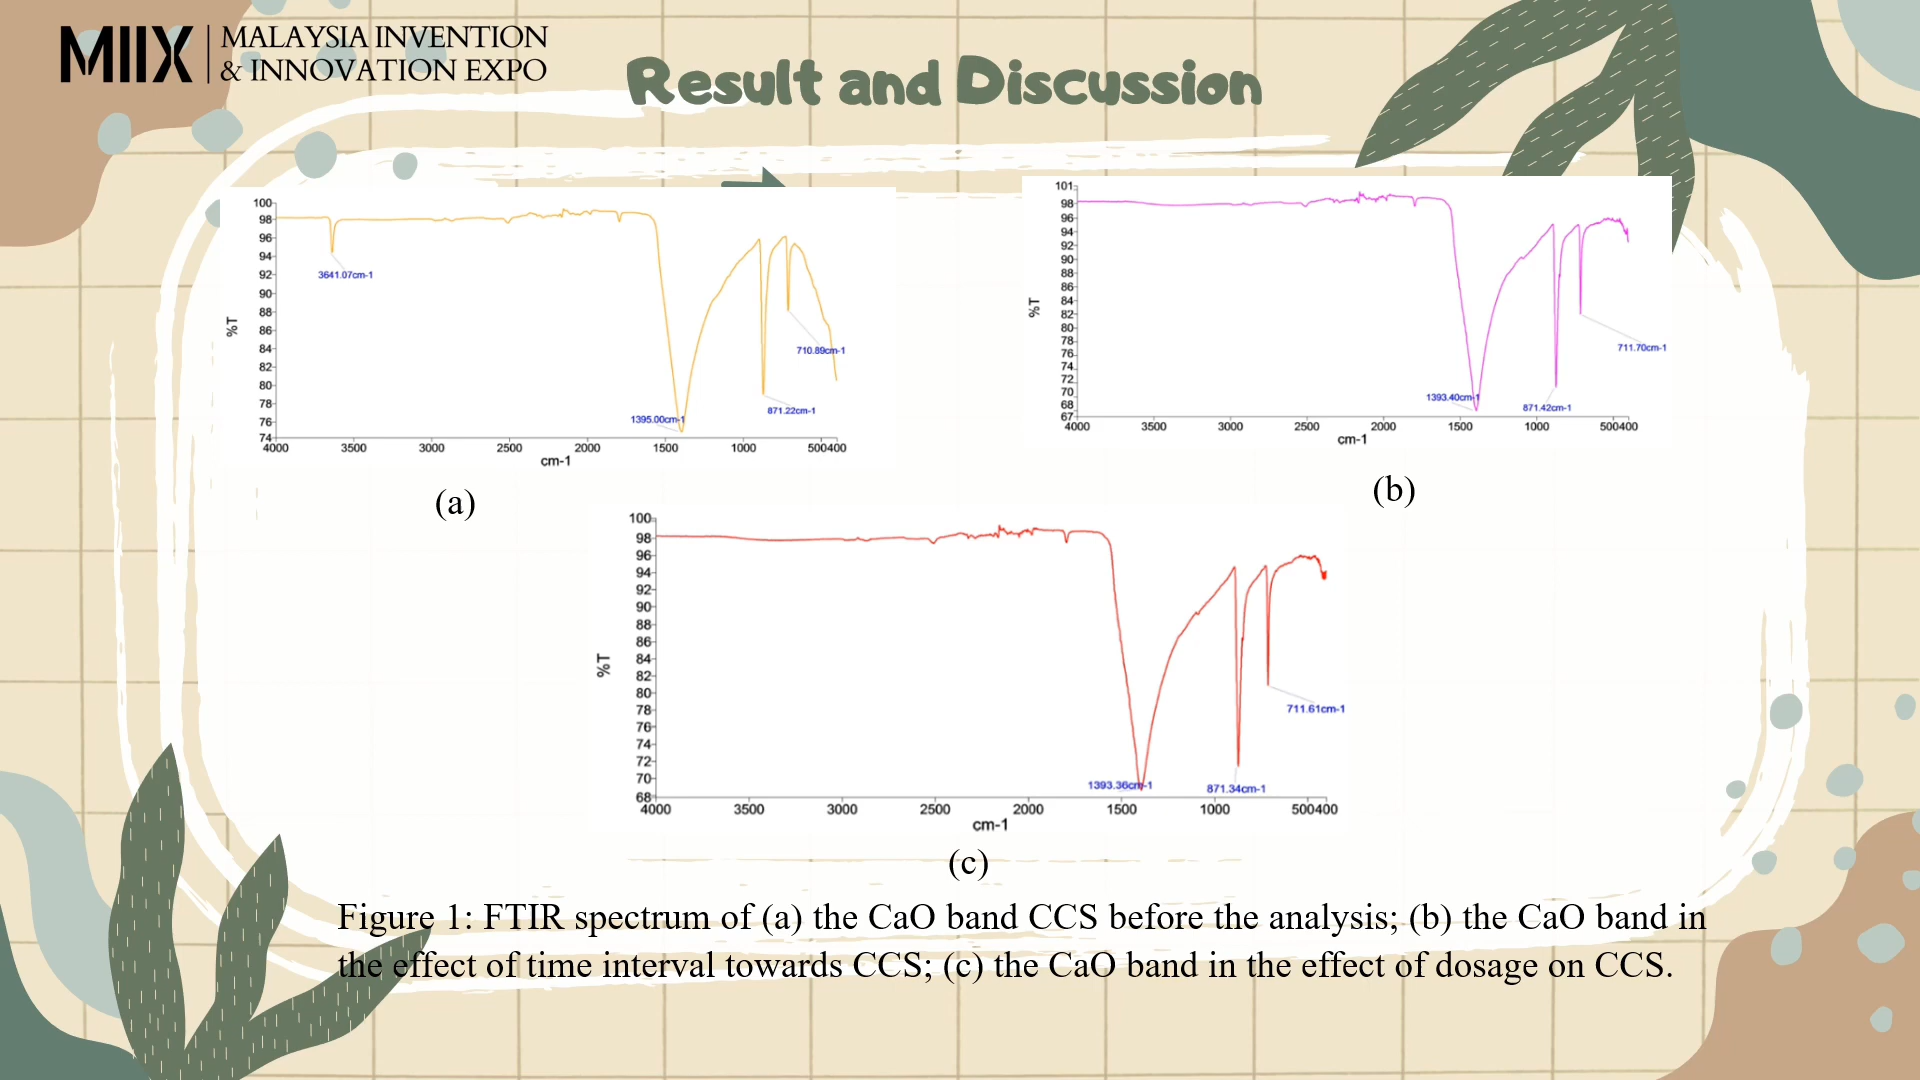 MIIX
MALAYSIA INVENTION
& INNOVATION EXPO
Result and Discussion
100
98
96
94
92
90
88
86
84
82
80
78
76
74
%T
3641.07cm-1
1395.00cm-1
871.22cm-1
710.89cm-1
4000 3500 3000 2500 2000 1500 1000 500400
cm-1
(a)
101
98
96
94
92
90
88
86
84
82
80
78
76
74
72
70
68
67
%T
1393.40cm-1
871.42cm-1
711.70cm-1
4000 3500 3000 2500 2000 1500 1000 500400
cm-1
(b)
100
98
96
94
92
90
88
86
84
82
80
78
76
74
72
70
68
%T
1393.36cm-1
871.34cm-1
711.61cm-1
4000 3500 3000 2500 2000 1500 1000 500400
cm-1
(c)
Figure 1: FTIR spectrum of (a) the CaO band CCS before the analysis; (b) the CaO band in
the effect of time interval towards CCS; (c) the CaO band in the effect of dosage on CCS.